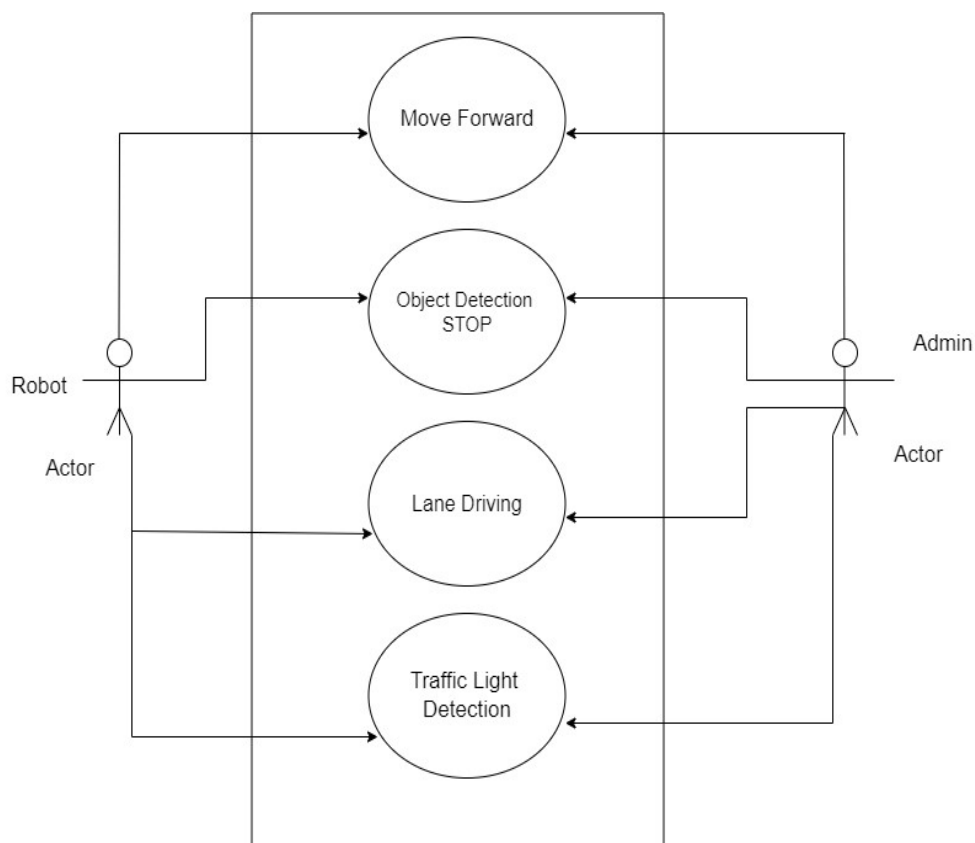 Move Forward
Object Detection
STOP
Admin
Robot
Actor
Actor
Lane Driving
Traffic Light
Detection